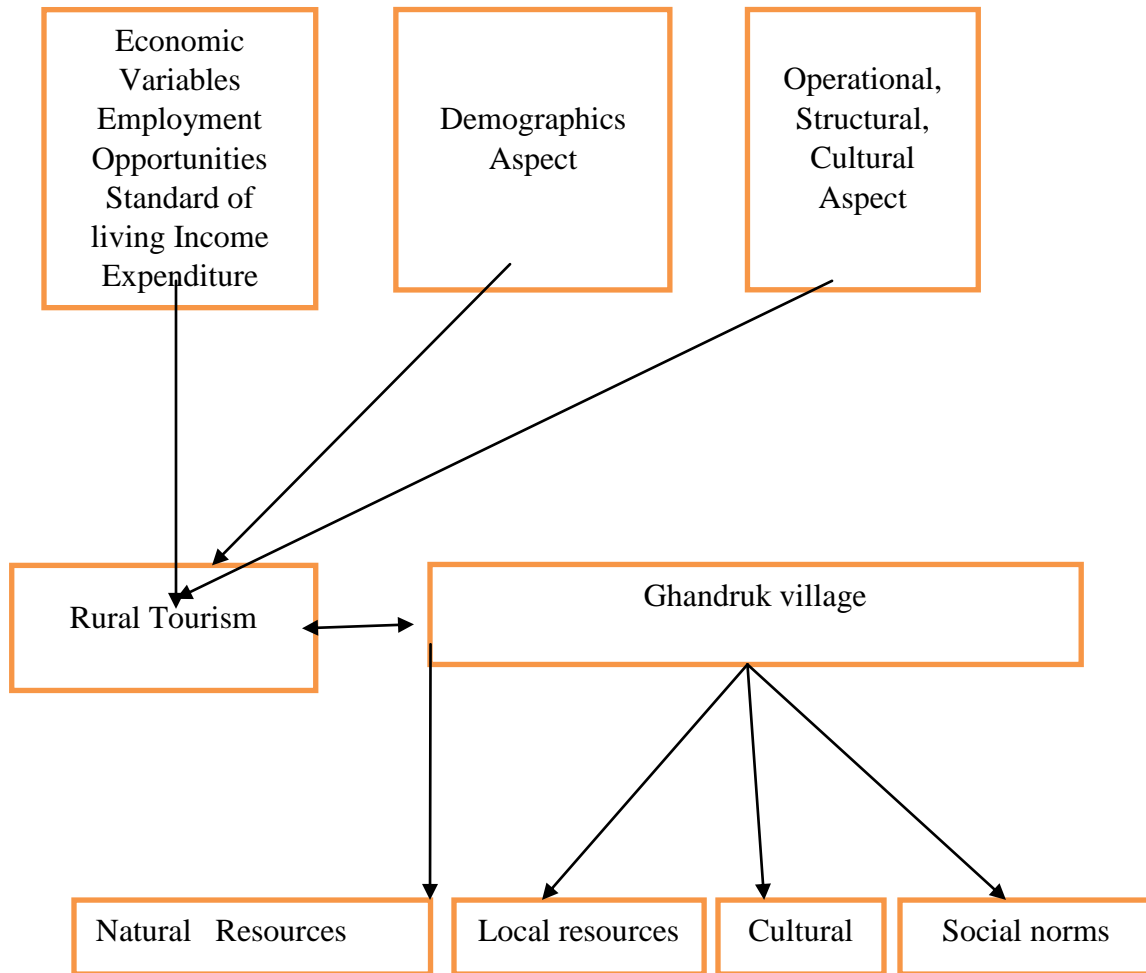 Economic
Variables
Employment
Opportunities
Standard of
living Income
Expenditure
Demographics
Aspect
Operational,
Structural,
Cultural
Aspect
Rural Tourism
Ghandruk village
Natural Resources
Local resources
Cultural
Social norms